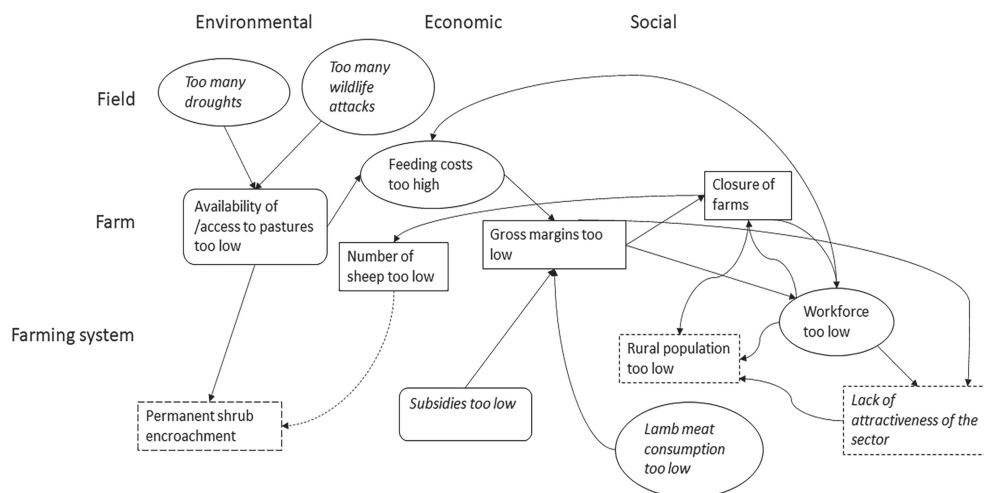 Environmental
Economic
Social
Field
Too many
droughts
Too many
wildlife
attacks
Feeding costs
too high
Farm
Availability of
/access to pastures
too low
Number of
sheep too low
Gross margins too
low
Closure of
farms
Farming system
Workforce
too low
Rural population
too low
Permanent shrub
encroachment
Subsidies too low
Lamb meat
consumption
too low
Lack of
attractiveness of the
sector